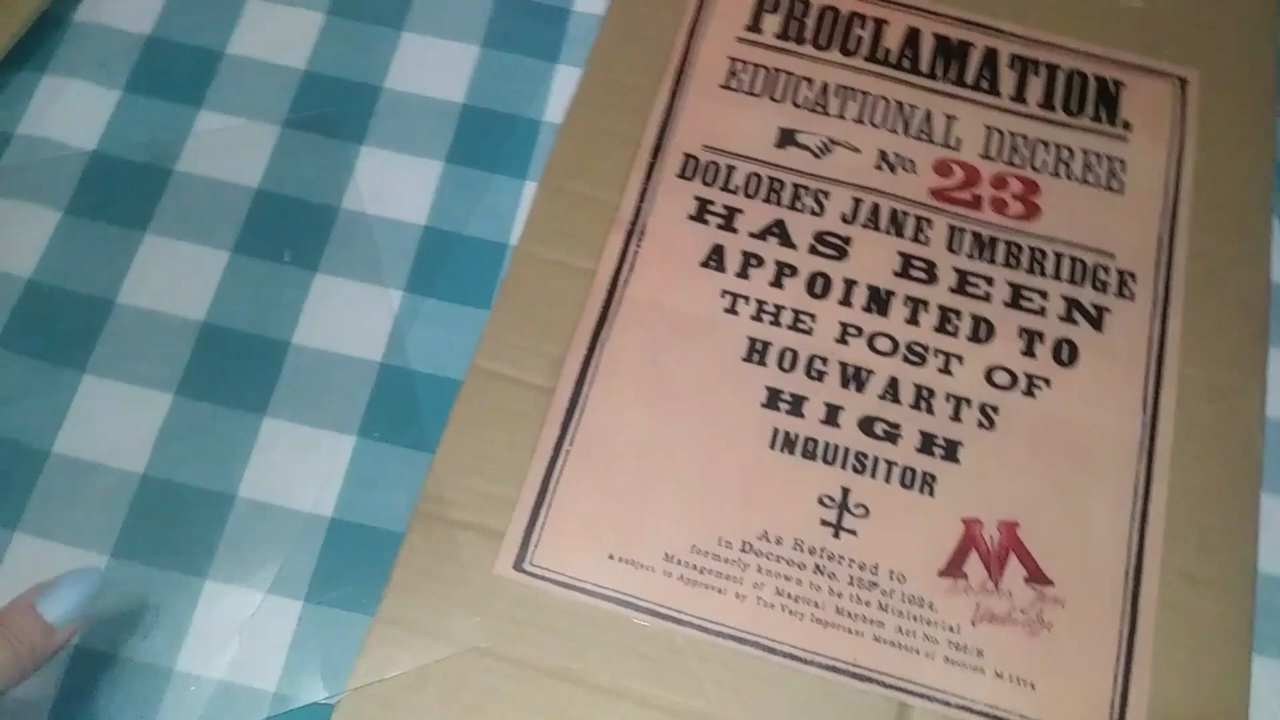 PROCLAMATION.
EDUCATIONAL DECREE
No. 23
DOLORES JANE UMBRIDGE
HAS BEEN
APPOINTED TO
THE POST OF
HOGWARTS
HIGH
INQUISITOR
As Referred to
in Decree No. of 1924,
formerly known to be the Ministerial
Management of Magical Mayhem Act No.
& subject to Approval by The Very Important Members of Section
M